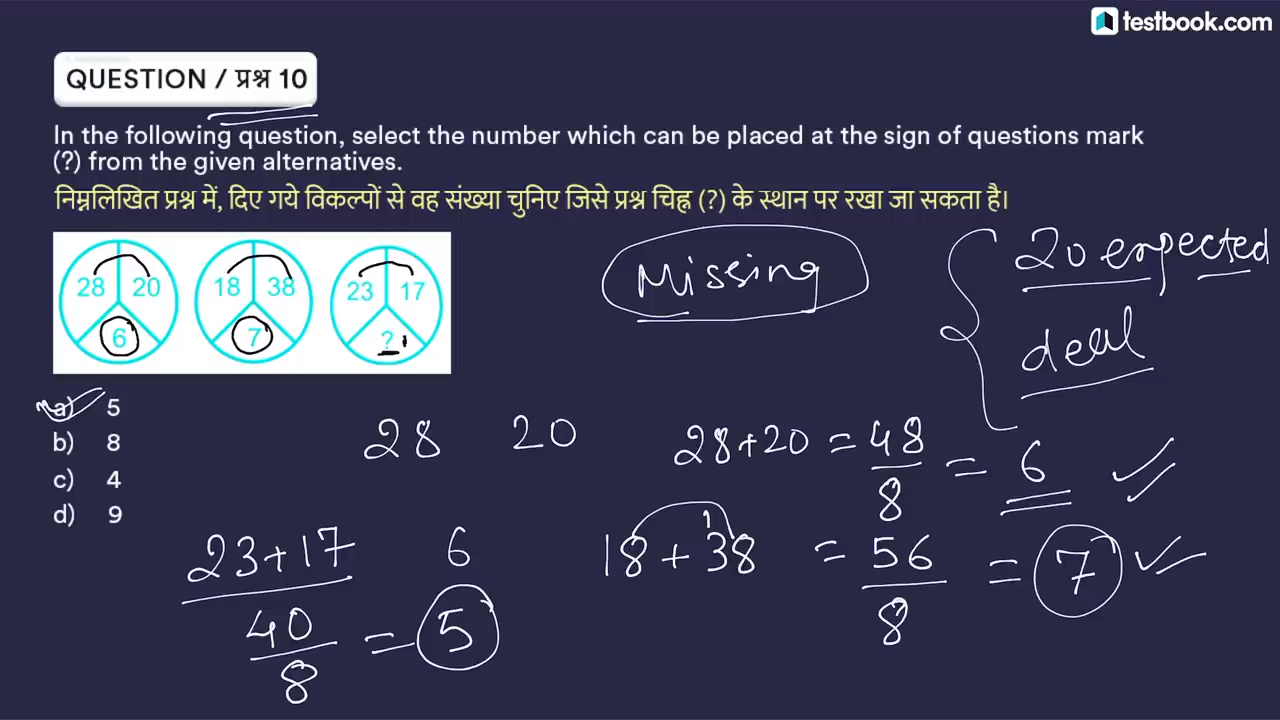 testbook.com
QUESTION / प्रश्न 10
In the following question, select the number which can be placed at the sign of questions mark
(?) from the given alternatives.
निम्नलिखित प्रश्न में, दिए गये विकल्पों से वह संख्या चुनिए जिसे प्रश्न चिह्न (?) के स्थान पर रखा जा सकता है।
28 20 18 38 23 17
6 7 ?
Missing
20 expected
deal
a) 5
b) 8
c) 4
d) 9
28 20
28+20 = 48/8 = 6
23+17 6
40/8 = 5
18+38 = 56/8 = 7